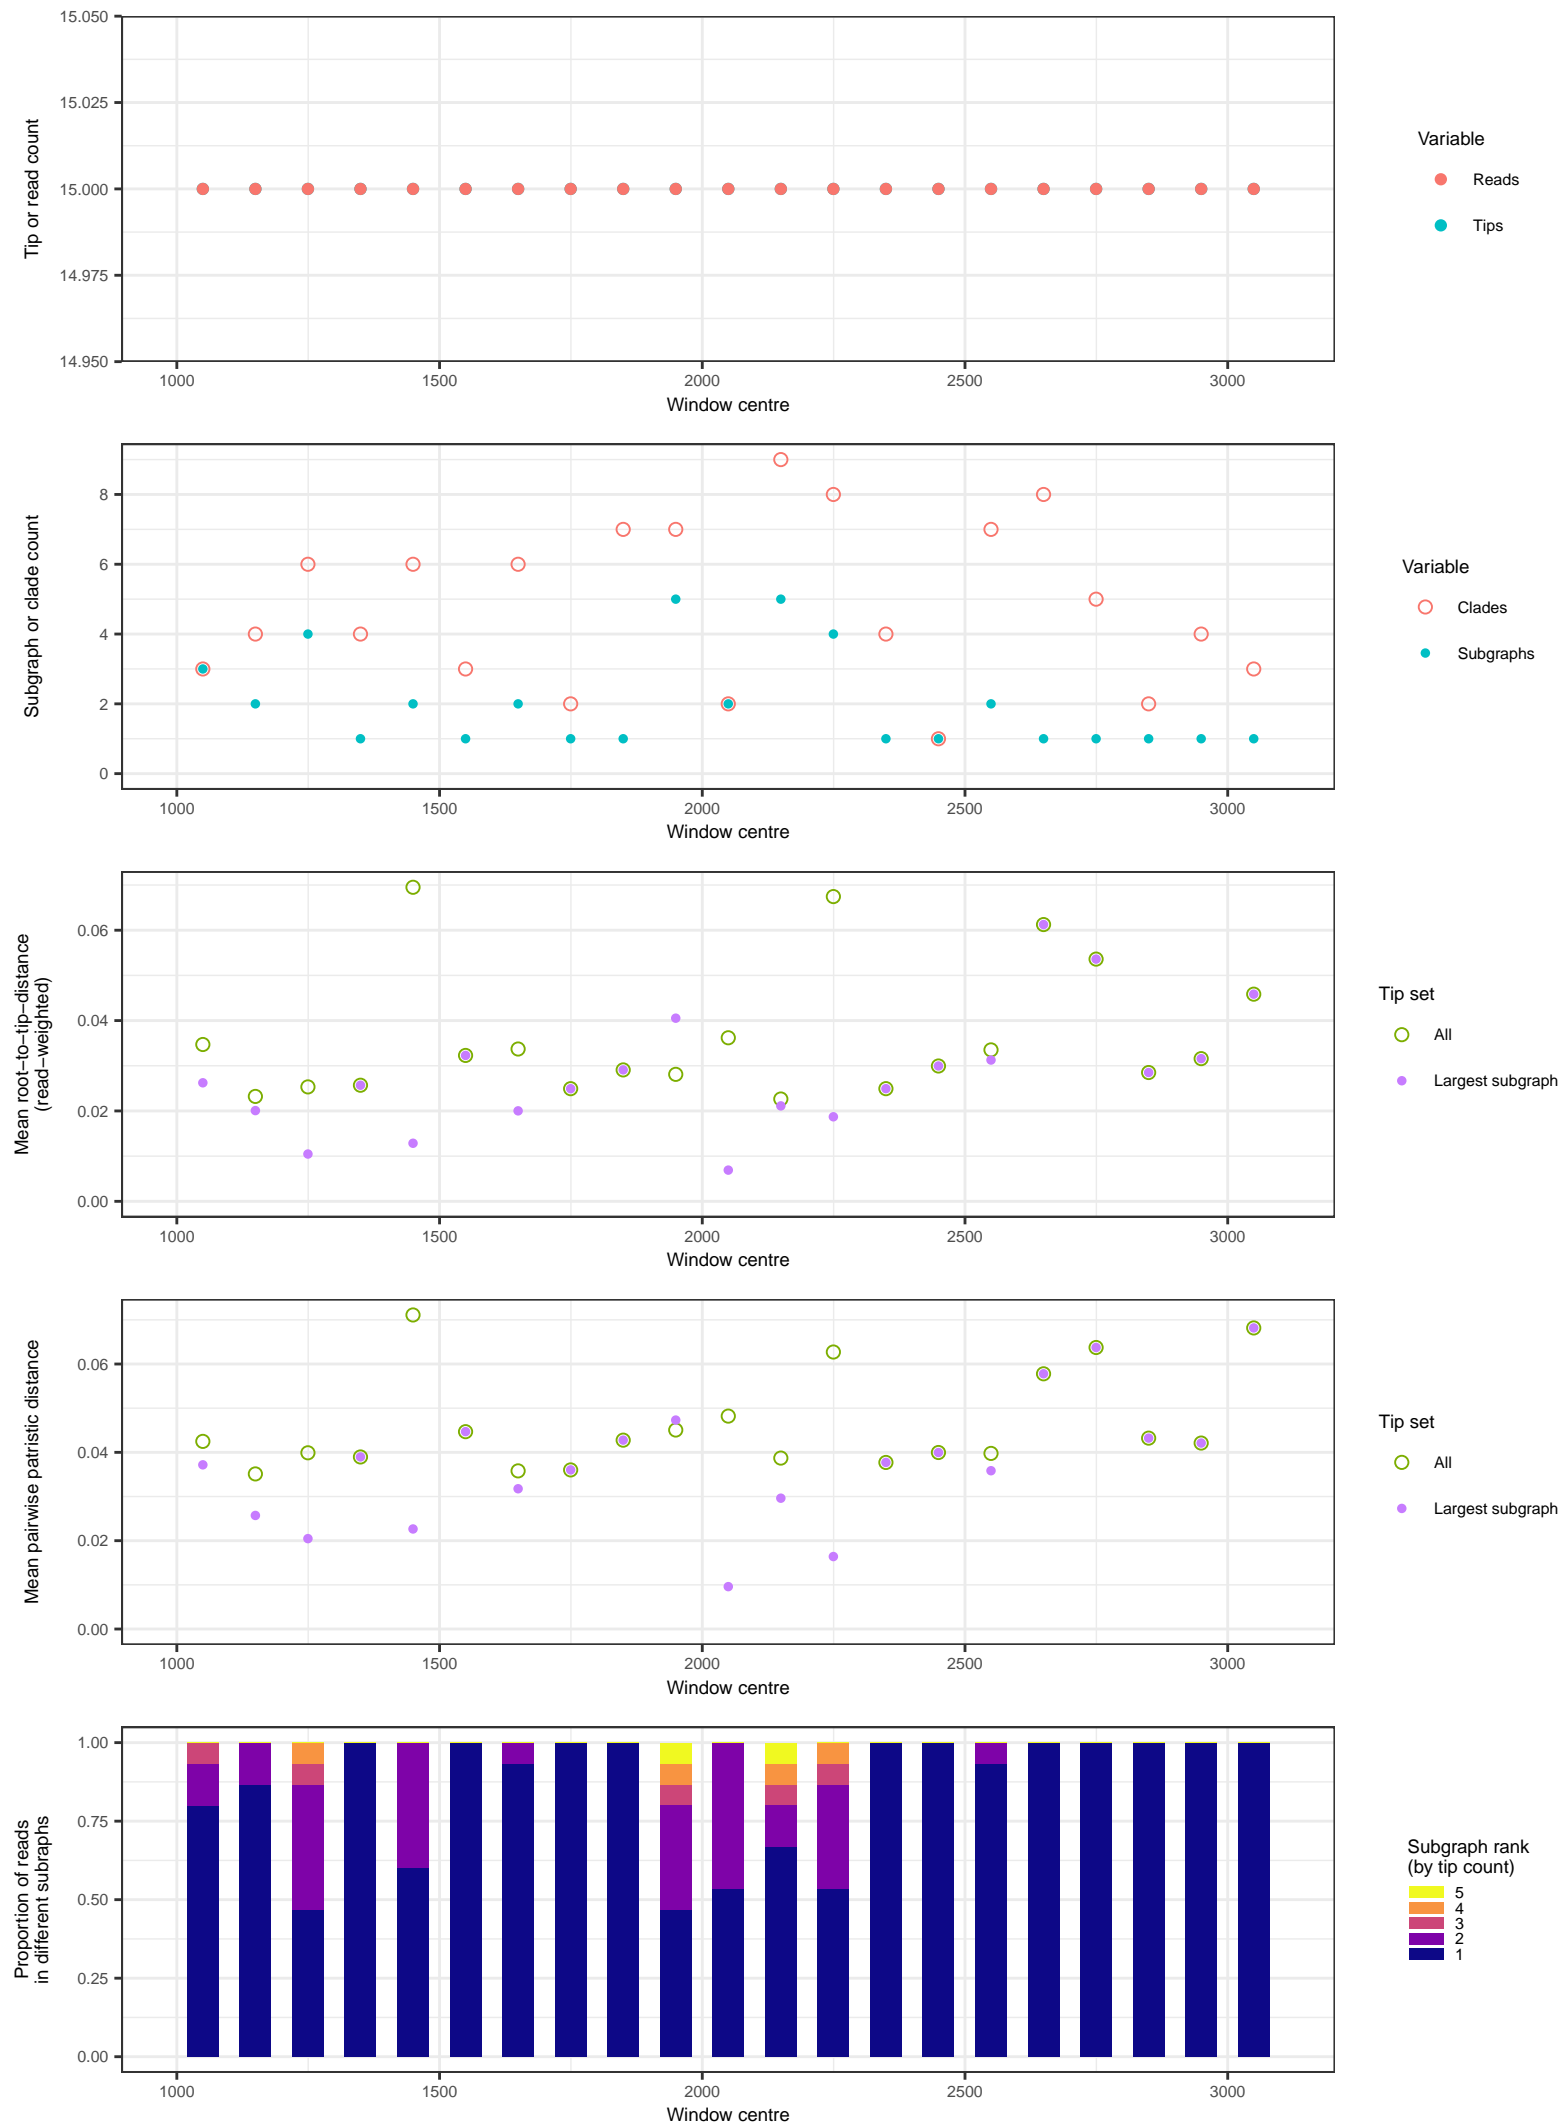 15.050
15.025
15.000
14.975
14.950
Tip or read count
1000 1500 2000 2500 3000
Window centre
Variable
Reads
Tips
8
6
4
2
0
Subgraph or clade count
1000 1500 2000 2500 3000
Window centre
Variable
Clades
Subgraphs
0.06
0.04
0.02
0.00
Mean root−to−tip−distance
(read−weighted)
1000 1500 2000 2500 3000
Window centre
Tip set
All
Largest subgraph
0.06
0.04
0.02
0.00
Mean pairwise patristic distance
1000 1500 2000 2500 3000
Window centre
Tip set
All
Largest subgraph
1.00
0.75
0.50
0.25
0.00
Proportion of reads
in different subraphs
1000 1500 2000 2500 3000
Window centre
Subgraph rank
(by tip count)
5
4
3
2
1